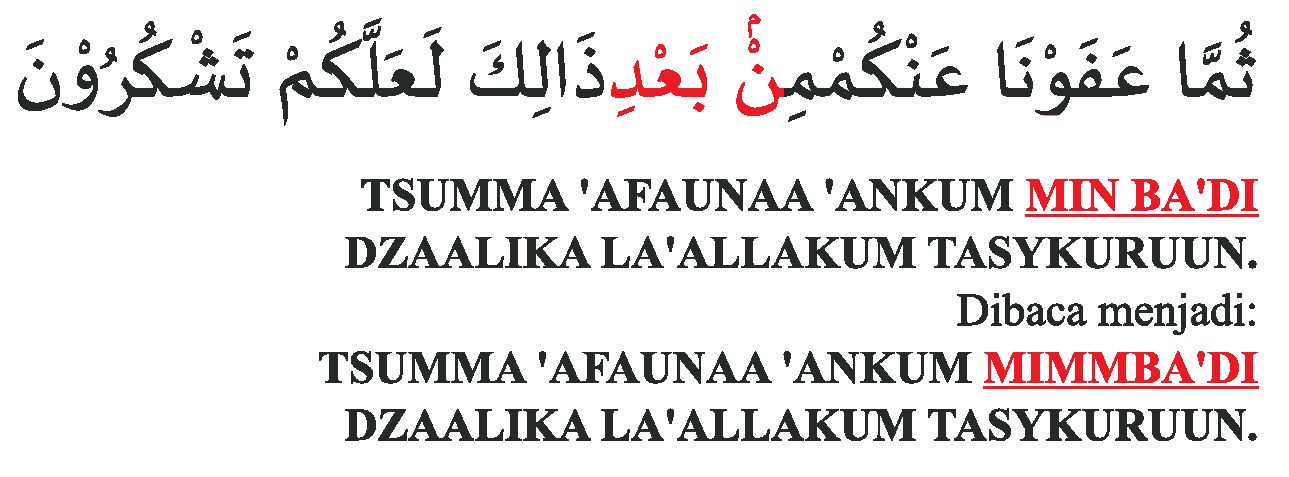 ثُمَّا عَفَوْنَا عَنْكُمْمِنْۢ بَعْدِذَالِكَ لَعَلَّكُمْ تَشْكُرُوْنَ
TSUMMA 'AFAUNAA 'ANKUM MIN BA'DI
DZAALIKA LA'ALLAKUM TASYKURUUN.
Dibaca menjadi:
TSUMMA 'AFAUNAA 'ANKUM MIMMBA'DI
DZAALIKA LA'ALLAKUM TASYKURUUN.